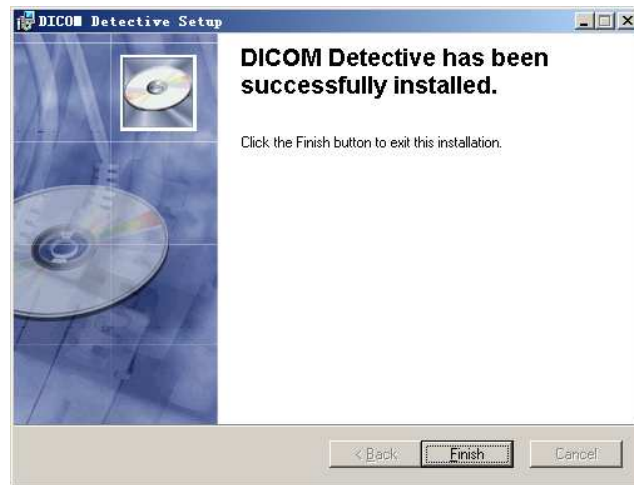 DICOM Detective Setup
DICOM Detective has been
successfully installed.
Click the Finish button to exit this installation.
< Back
Finish
Cancel